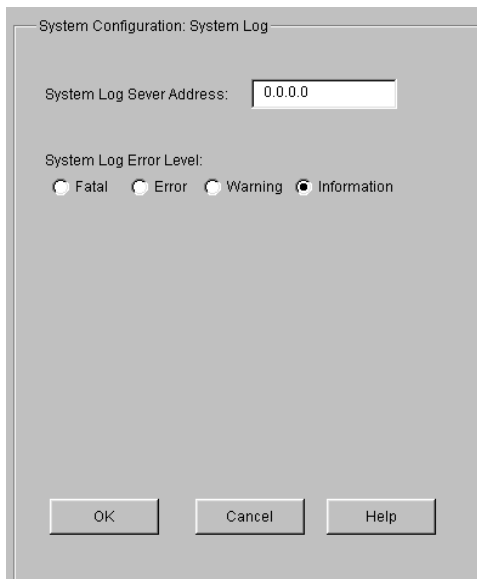 System Configuration: System Log
System Log Sever Address: 0.0.0.0
System Log Error Level:
Fatal Error Warning Information
OK Cancel Help